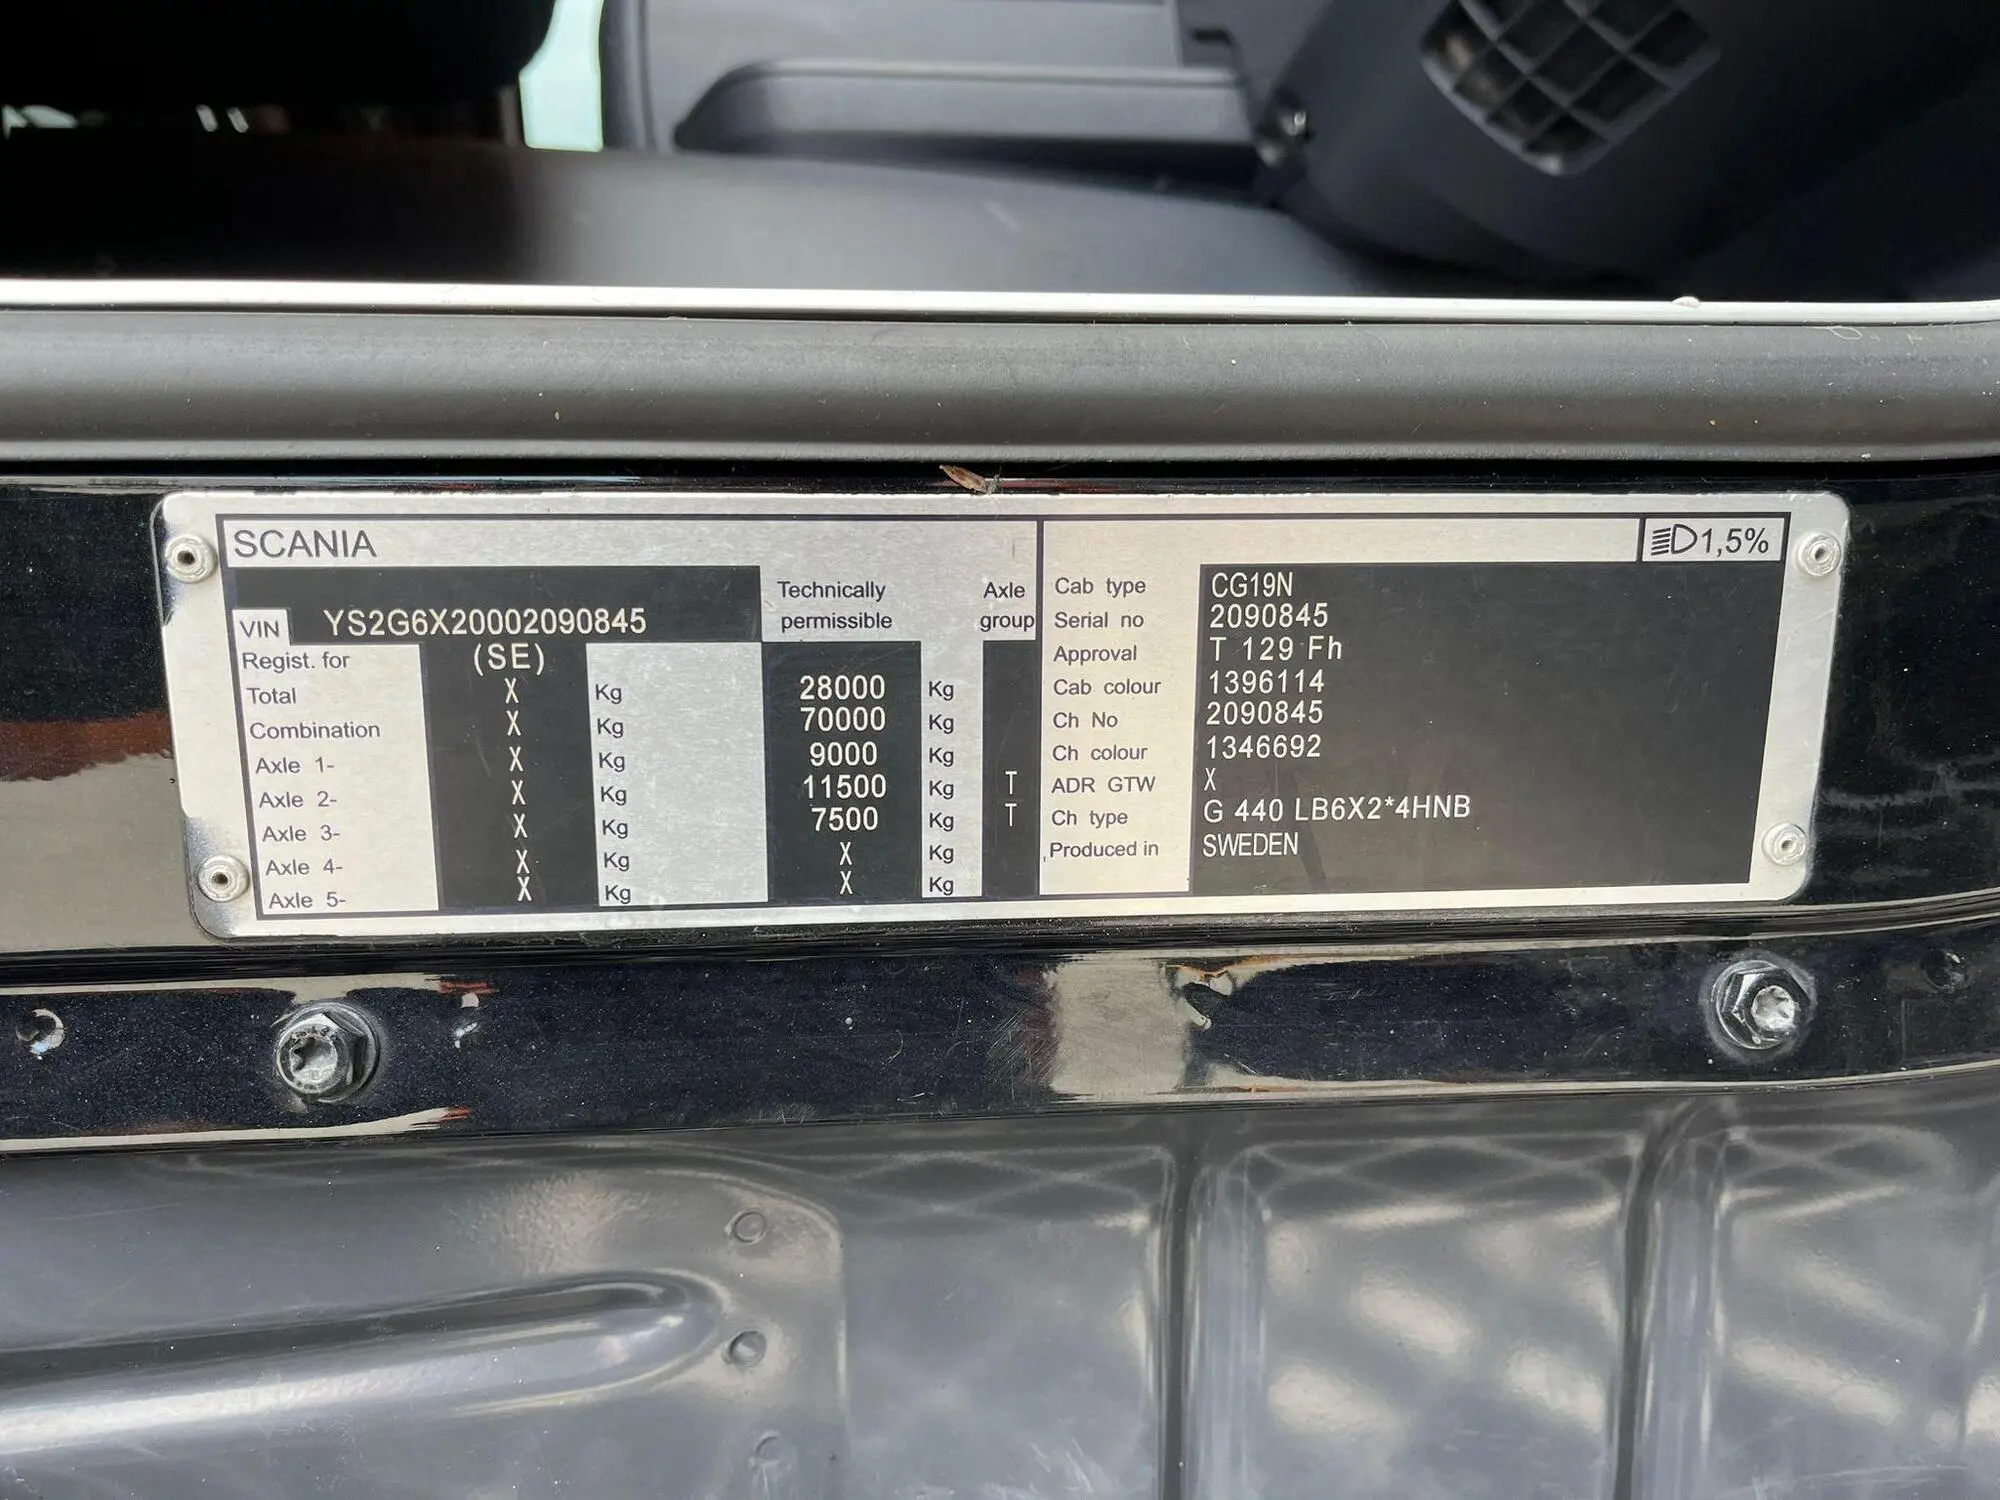 SCANIA
1,5%
VIN YS2G6X20002090845
Technically permissible
Axle group
Regist. for (SE)
Total X Kg 28000 Kg
Combination X Kg 70000 Kg
Axle 1- X Kg 9000 Kg
Axle 2- X Kg 11500 Kg T
Axle 3- X Kg 7500 Kg T
Axle 4- X Kg X Kg
Axle 5- X Kg X Kg
Cab type CG19N
Serial no 2090845
Approval T 129 Fh
Cab colour 1396114
Ch No 2090845
Ch colour 1346692
ADR GTW X
Ch type G 440 LB6X2*4HNB
Produced in SWEDEN